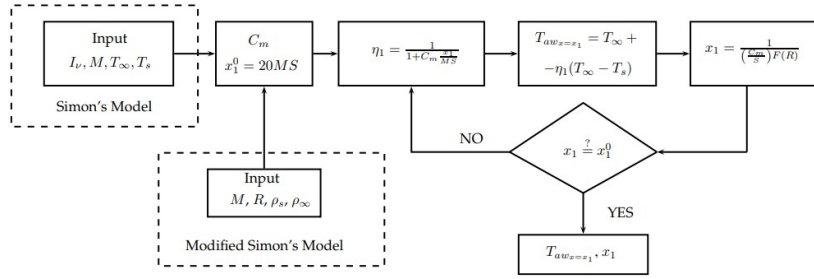 Input
I_ν, M, T_∞, T_s
Simon's Model
C_m
x_1^0 = 20MS
η_1 = 1/(1+C_m x_1/MS)
T_{aw_{x=x_1}} = T_∞ +
−η_1(T_∞ − T_s)
x_1 = 1/((C_m/S)F(R))
NO
x_1 ?= x_1^0
Input
M, R, ρ_s, ρ_∞
Modified Simon's Model
YES
T_{aw_{x=x_1}}, x_1